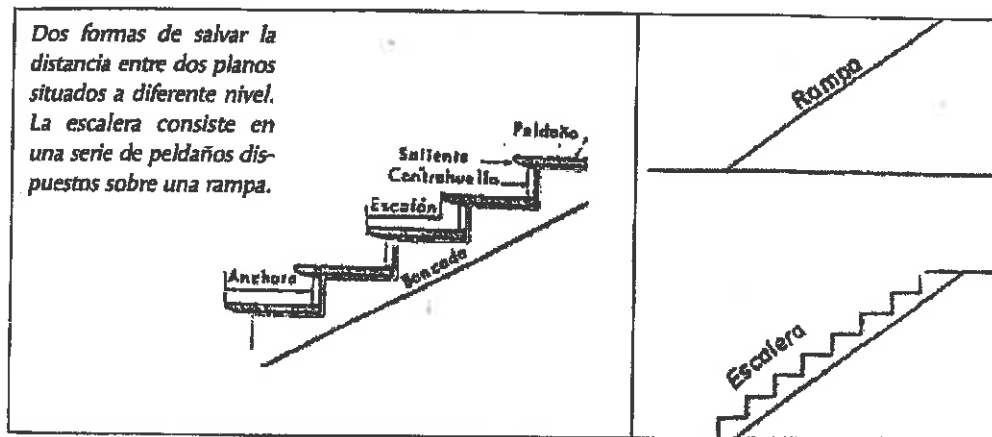 Dos formas de salvar la
distancia entre dos planos
situados a diferente nivel.
La escalera consiste en
una serie de peldaños dis-
puestos sobre una rampa.
Peldaño
Saliente
Contrahuella
Escalón
Anchura
Rampa
Escalera